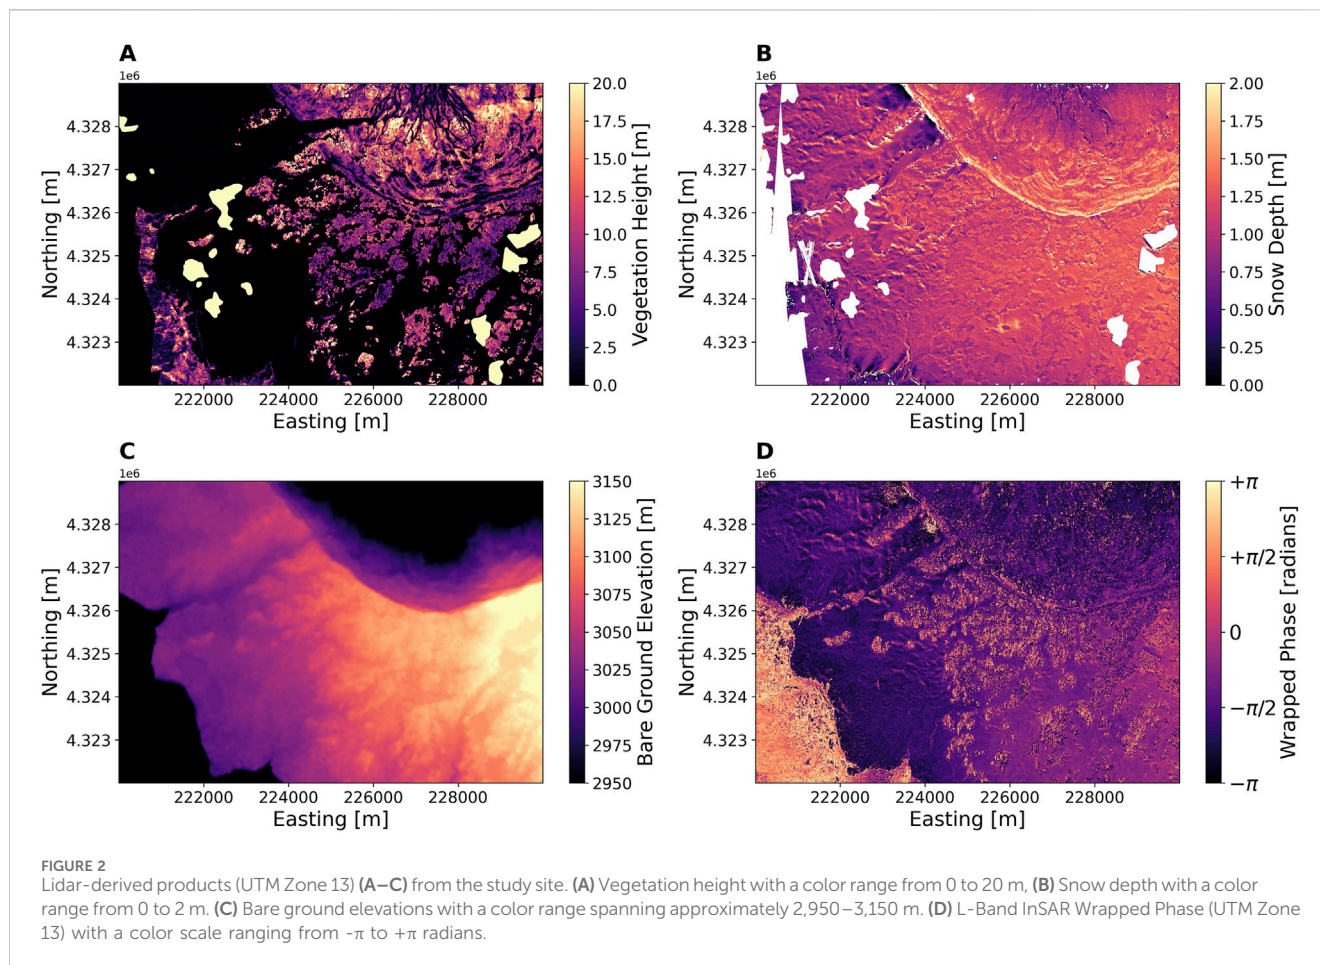 A
1e6
4.328
4.327
4.326
4.325
4.324
4.323
Northing [m]
222000 224000 226000 228000
Easting [m]
20.0
17.5
15.0
12.5
10.0
7.5
5.0
2.5
0.0
Vegetation Height [m]
B
1e6
4.328
4.327
4.326
4.325
4.324
4.323
Northing [m]
222000 224000 226000 228000
Easting [m]
2.00
1.75
1.50
1.25
1.00
0.75
0.50
0.25
0.00
Snow Depth [m]
C
1e6
4.328
4.327
4.326
4.325
4.324
4.323
Northing [m]
222000 224000 226000 228000
Easting [m]
3150
3125
3100
3075
3050
3025
3000
2975
2950
Bare Ground Elevation [m]
D
1e6
4.328
4.327
4.326
4.325
4.324
4.323
Northing [m]
222000 224000 226000 228000
Easting [m]
+π
+π/2
0
−π/2
−π
Wrapped Phase [radians]
FIGURE 2
Lidar-derived products (UTM Zone 13) (A–C) from the study site. (A) Vegetation height with a color range from 0 to 20 m, (B) Snow depth with a color
range from 0 to 2 m. (C) Bare ground elevations with a color range spanning approximately 2,950–3,150 m. (D) L-Band InSAR Wrapped Phase (UTM Zone
13) with a color scale ranging from -π to +π radians.